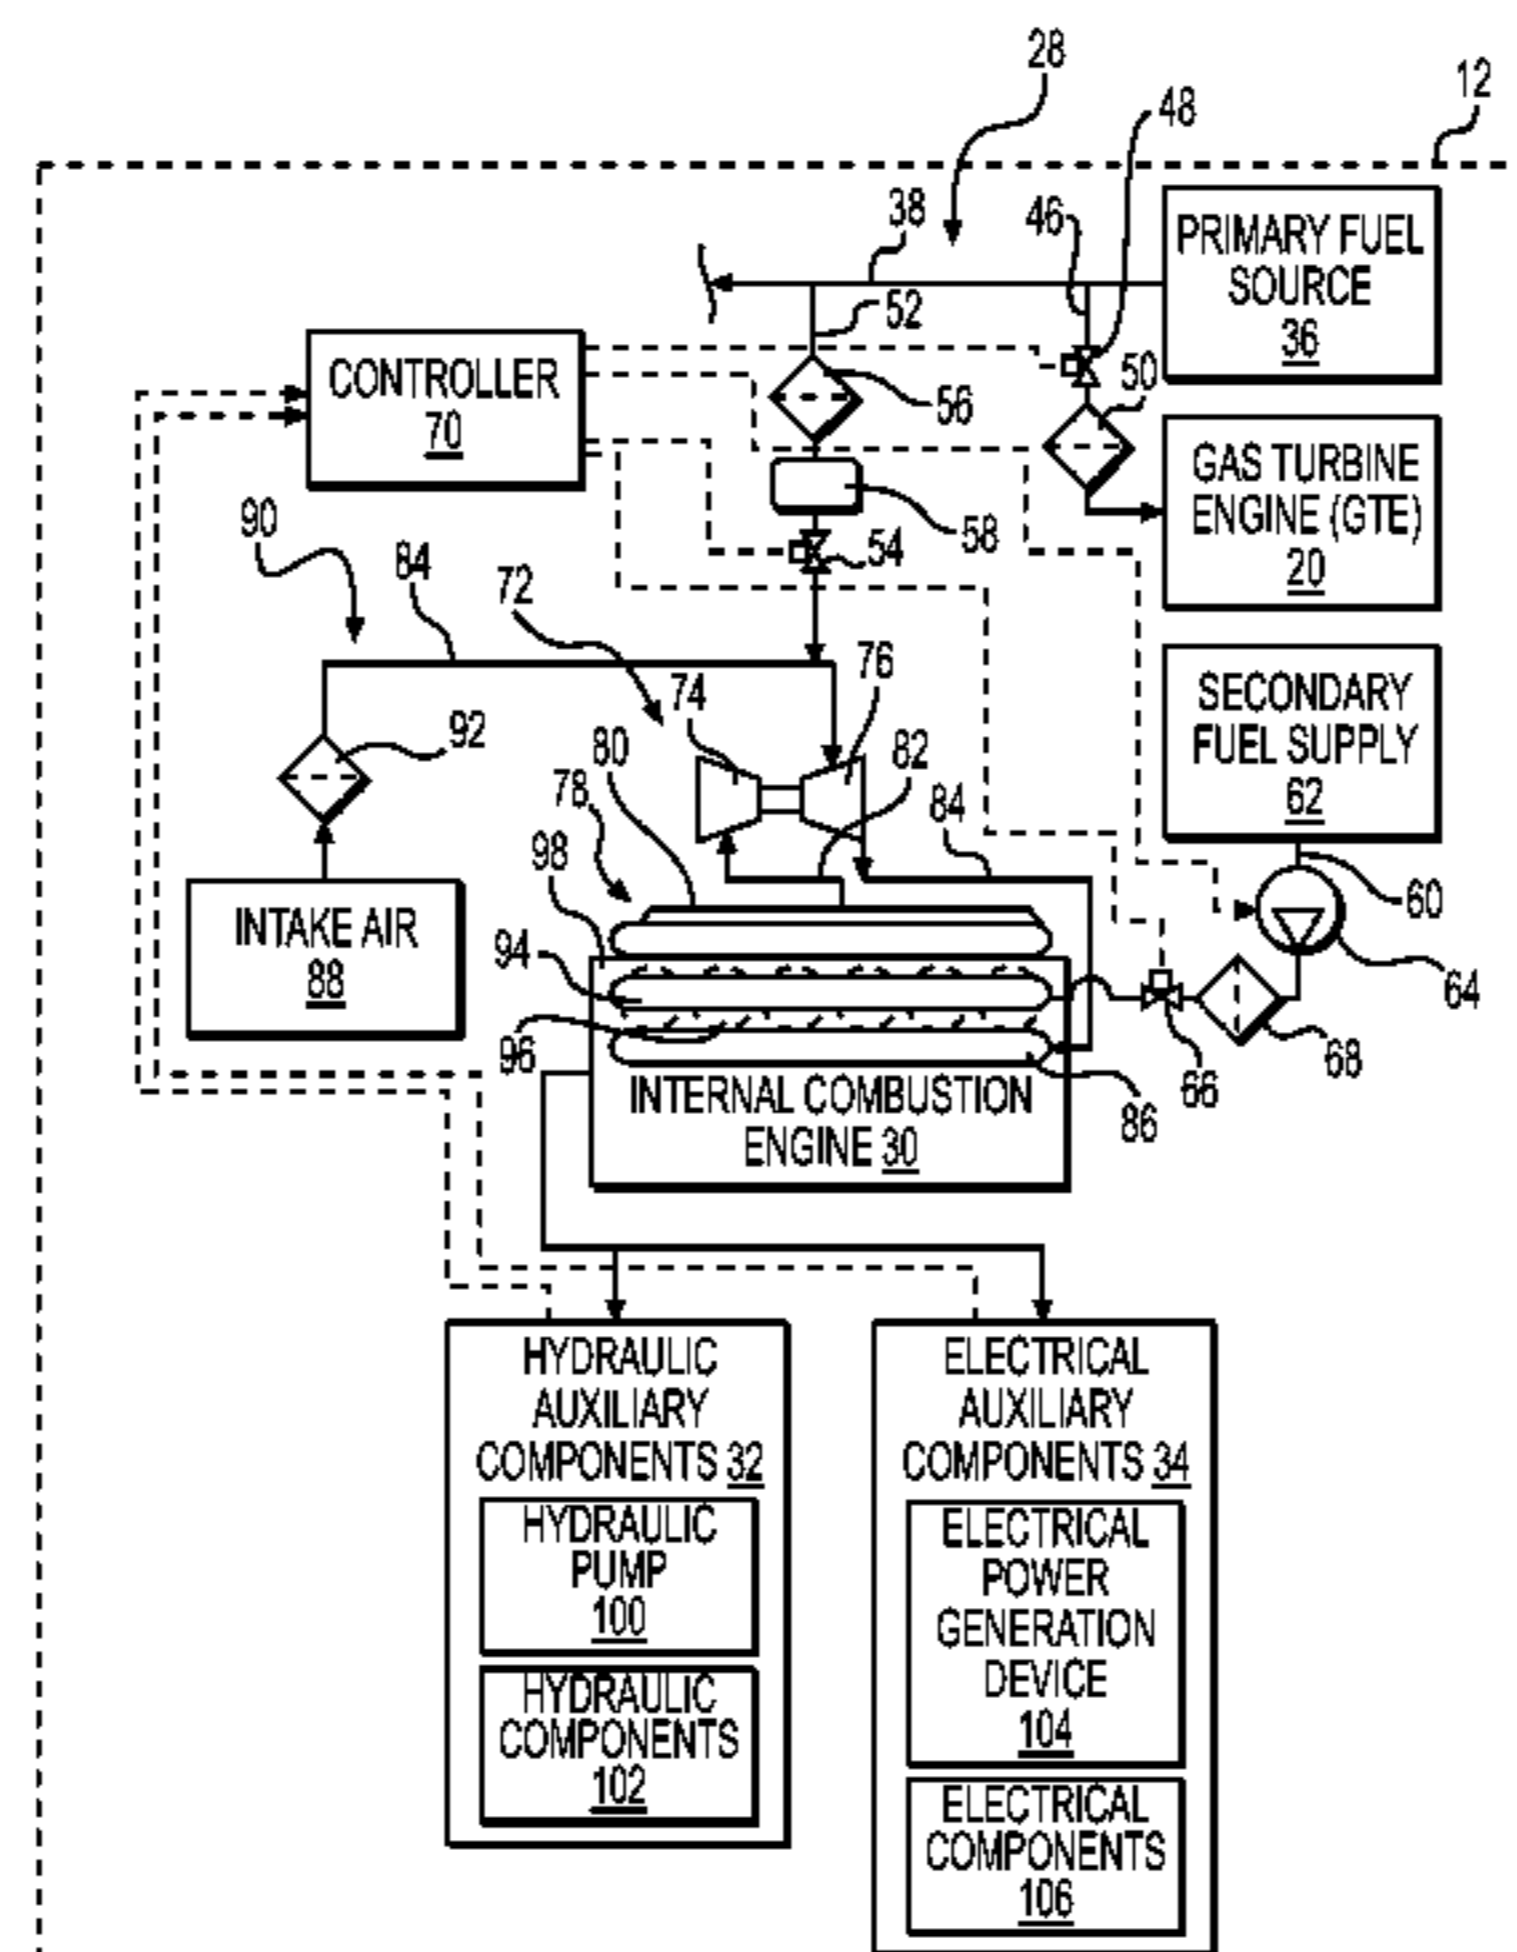 28
12
48
38
46
PRIMARY FUEL
SOURCE
36
52
CONTROLLER
70
56
50
GAS TURBINE
ENGINE (GTE)
20
58
54
90
84
72
76
74
SECONDARY
FUEL SUPPLY
62
92
80
82
78
84
98
60
INTAKE AIR
88
94
64
96
68
66
86
INTERNAL COMBUSTION
ENGINE 30
HYDRAULIC
AUXILIARY
COMPONENTS 32
HYDRAULIC
PUMP
100
HYDRAULIC
COMPONENTS
102
ELECTRICAL
AUXILIARY
COMPONENTS 34
ELECTRICAL
POWER
GENERATION
DEVICE
104
ELECTRICAL
COMPONENTS
106